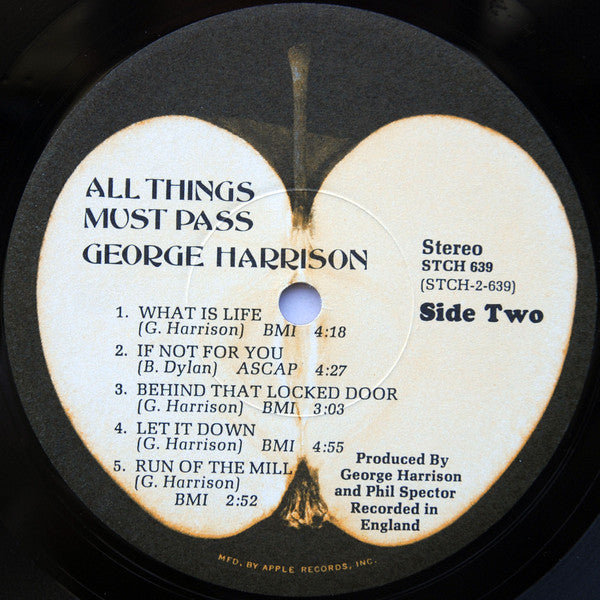 ALL THINGS
MUST PASS
GEORGE HARRISON
Stereo
STCH 639
(STCH-2-639)
Side Two
1. WHAT IS LIFE
(G. Harrison) BMI 4:18
2. IF NOT FOR YOU
(B. Dylan) ASCAP 4:27
3. BEHIND THAT LOCKED DOOR
(G. Harrison) BMI 3:03
4. LET IT DOWN
(G. Harrison) BMI 4:55
5. RUN OF THE MILL
(G. Harrison)
BMI 2:52
Produced By
George Harrison
and Phil Spector
Recorded in
England
MFD. BY APPLE RECORDS, INC.